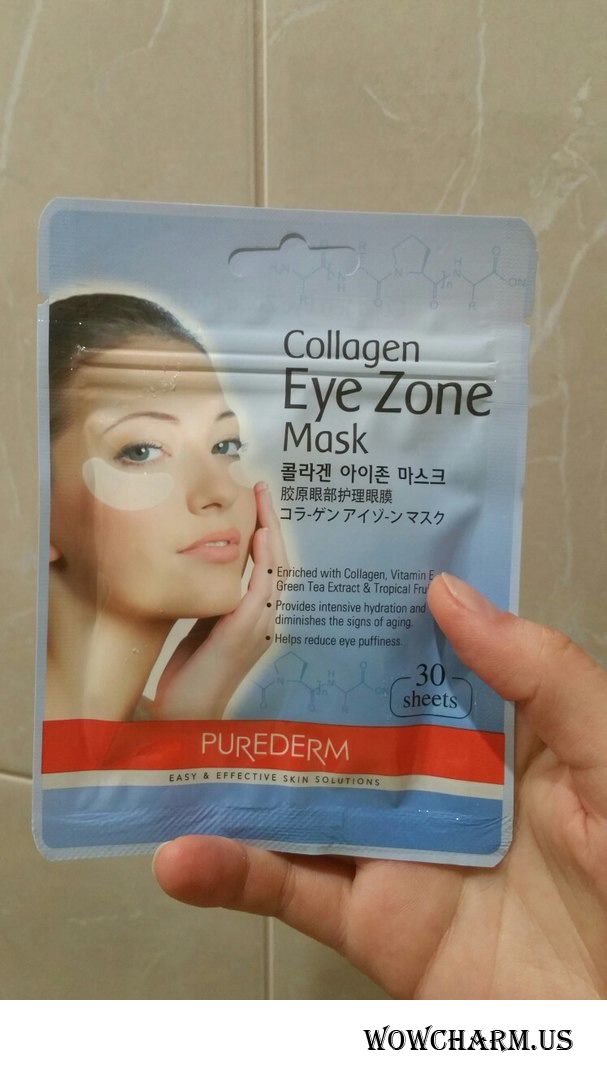 Collagen
Eye Zone
Mask
콜라겐 아이존 마스크
胶原眼部护理眼膜
コラ-ゲン アイゾ-ン マスク
• Enriched with Collagen, Vitamin E
Green Tea Extract & Tropical
• Provides intensive hydration and
diminishes the signs of aging.
• Helps reduce eye puffiness.
30
sheets
PUREDERM
EASY & EFFECTIVE SKIN SOLUTIONS
WOWCHARM.US